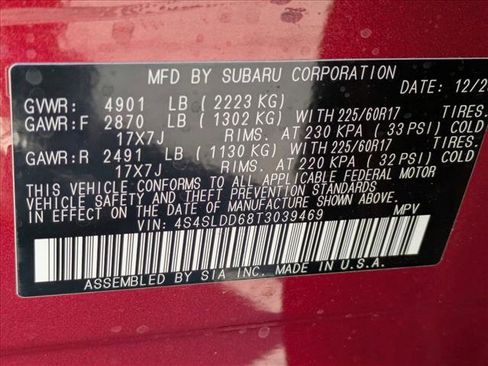 MFD BY SUBARU CORPORATION
DATE: 12/2
GVWR: 4901 LB (2223 KG)
GAWR:F 2870 LB (1302 KG) WITH 225/60R17 TIRES.
17X7J RIMS. AT 230 KPA (33 PSI) COLD
GAWR:R 2491 LB (1130 KG) WITH 225/60R17 TIRES.
17X7J RIMS. AT 220 KPA (32 PSI) COLD
THIS VEHICLE CONFORMS TO ALL APPLICABLE FEDERAL MOTOR
VEHICLE SAFETY AND THEFT PREVENTION STANDARDS
IN EFFECT ON THE DATE OF MANUFACTURE SHOWN ABOVE.
VIN: 4S4SLDD68T3039469 MPV
ASSEMBLED BY SIA INC. MADE IN U.S.A.